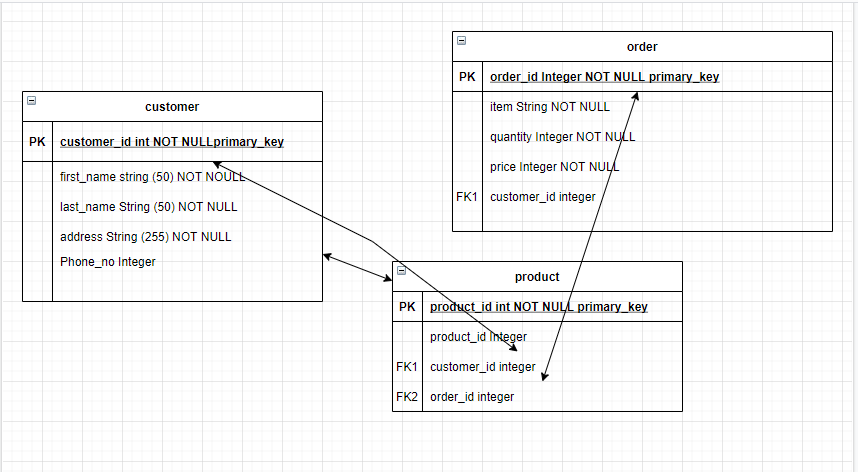 order
PK order_id Integer NOT NULL primary_key
item String NOT NULL
quantity Integer NOT NULL
price Integer NOT NULL
FK1 customer_id integer
customer
PK customer_id int NOT NULLprimary_key
first_name string (50) NOT NOULL
last_name String (50) NOT NULL
address String (255) NOT NULL
Phone_no Integer
product
PK product_id int NOT NULL primary_key
product_id Integer
FK1 customer_id integer
FK2 order_id integer